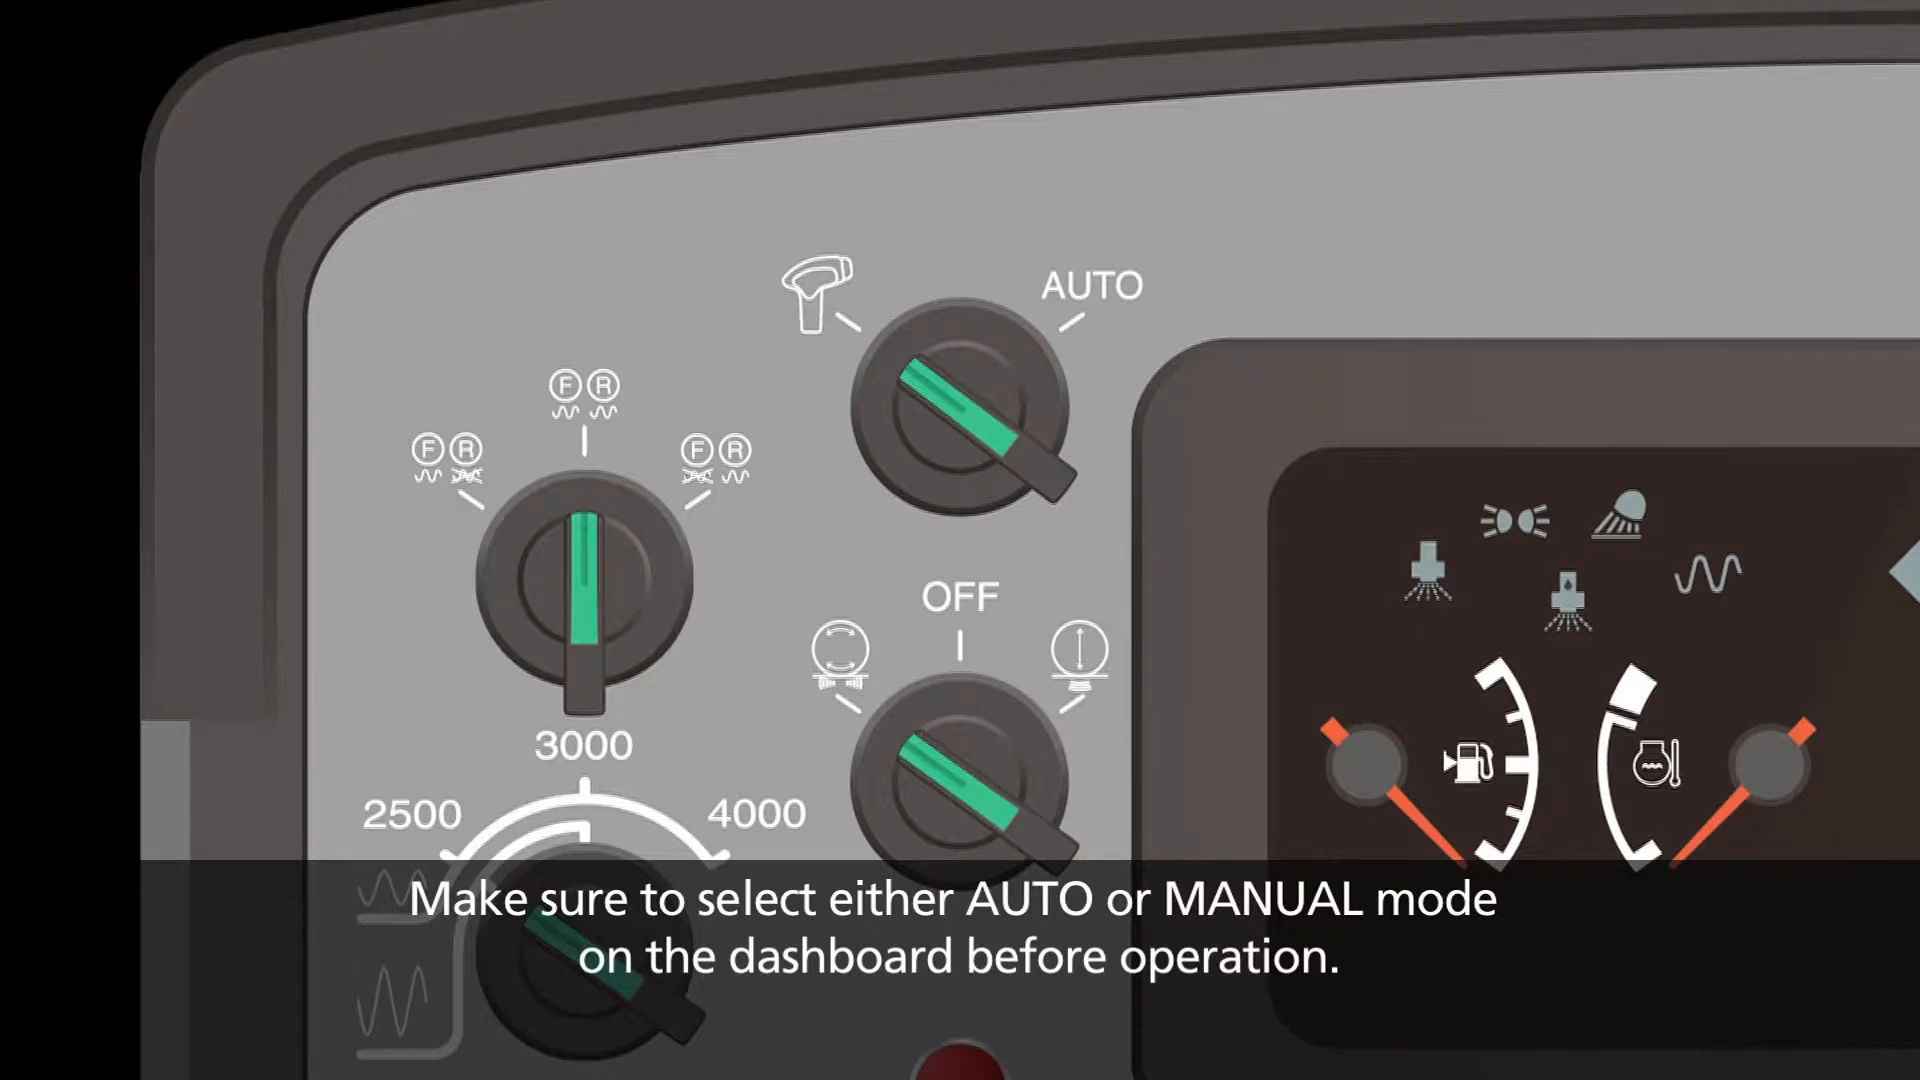 AUTO
F R
F R
F R
OFF
3000
2500
4000
Make sure to select either AUTO or MANUAL mode
on the dashboard before operation.